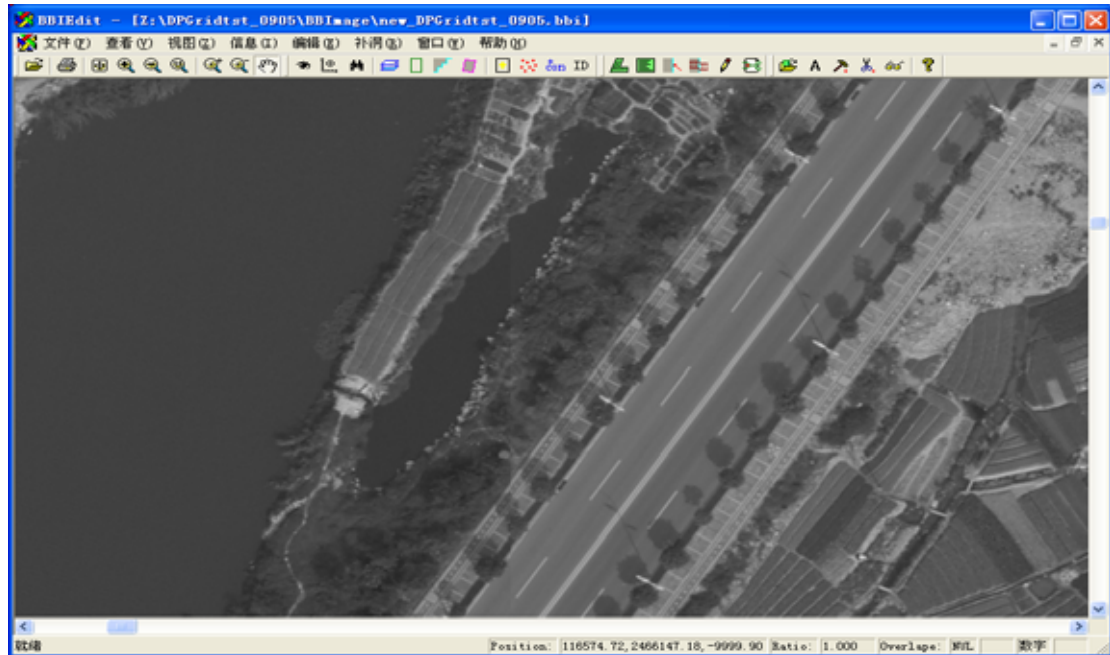 BBIEdit - [Z:\DPGridtst_0905\BBImage\new_DPGridtst_0905.bbi]
文件(F) 查看(V) 视图(Z) 信息(I) 编辑(E) 补洞(B) 窗口(W) 帮助(H)
con ID A
就绪 Position: 116574.72,2466147.18,-9999.90 Ratio: 1.000 Overlape: NUL 数字